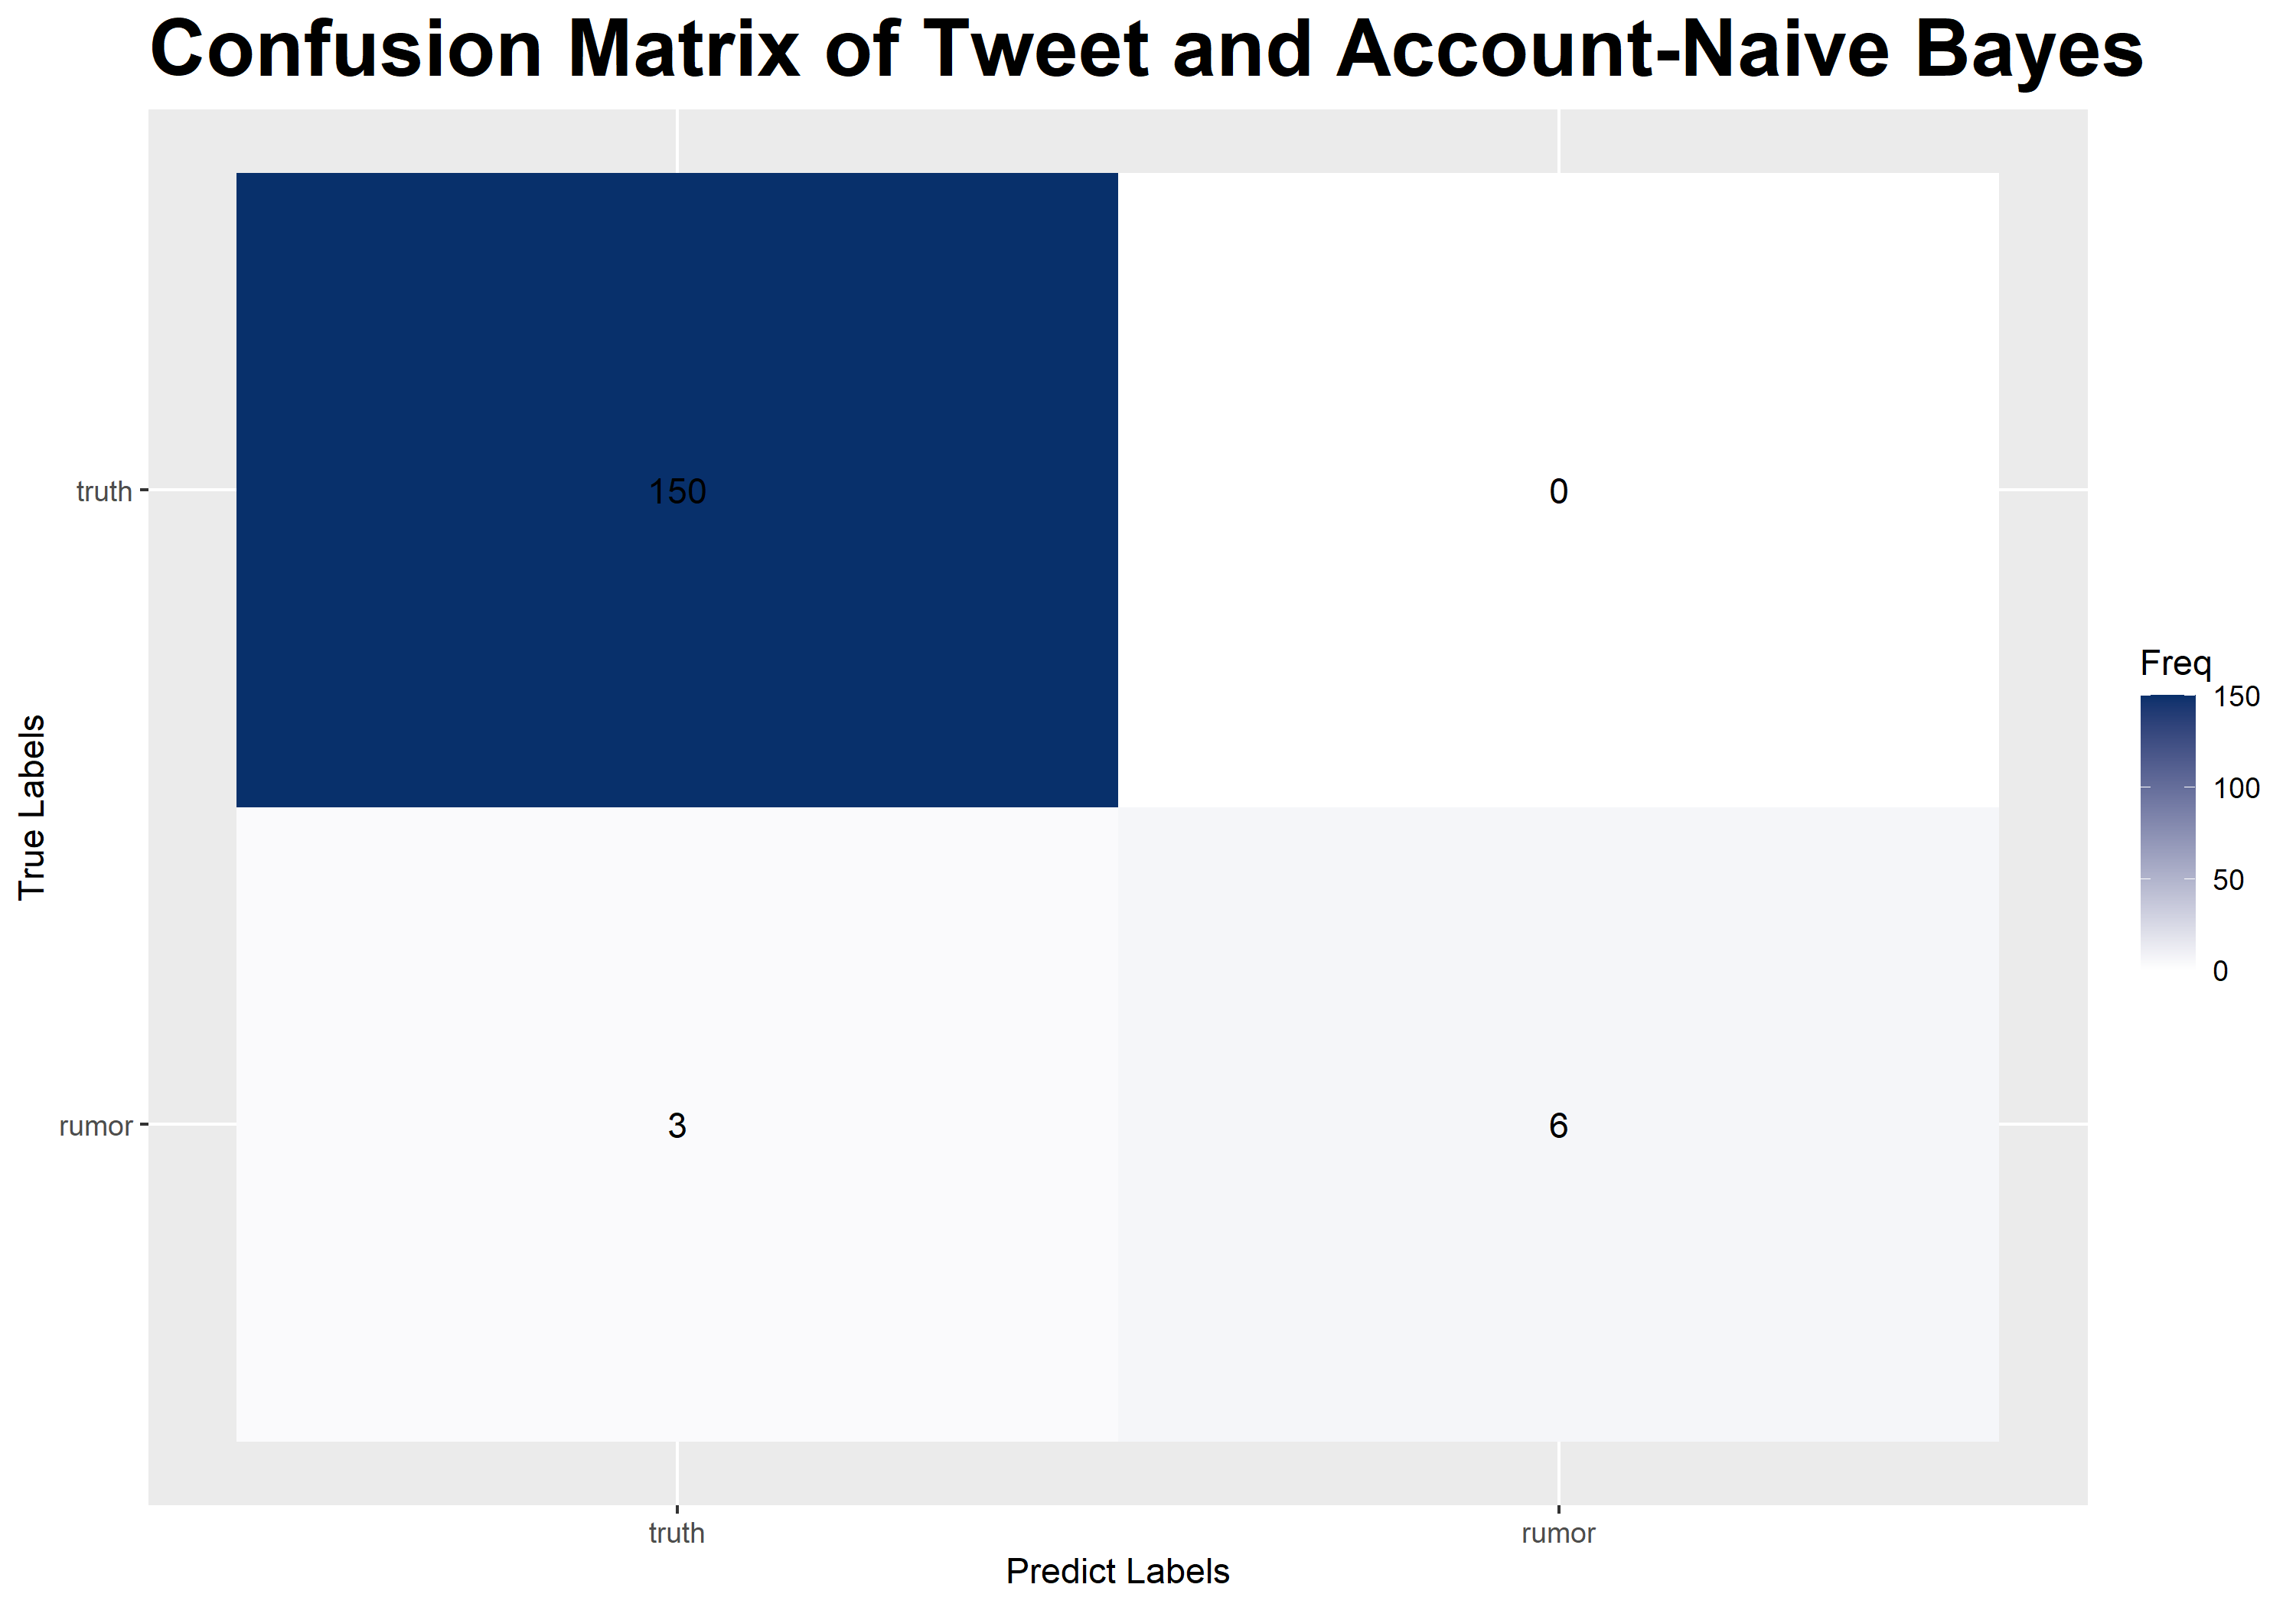 Confusion Matrix of Tweet and Account-Naive Bayes
True Labels
truth
150
0
rumor
3
6
truth
rumor
Predict Labels
Freq
150
100
50
0